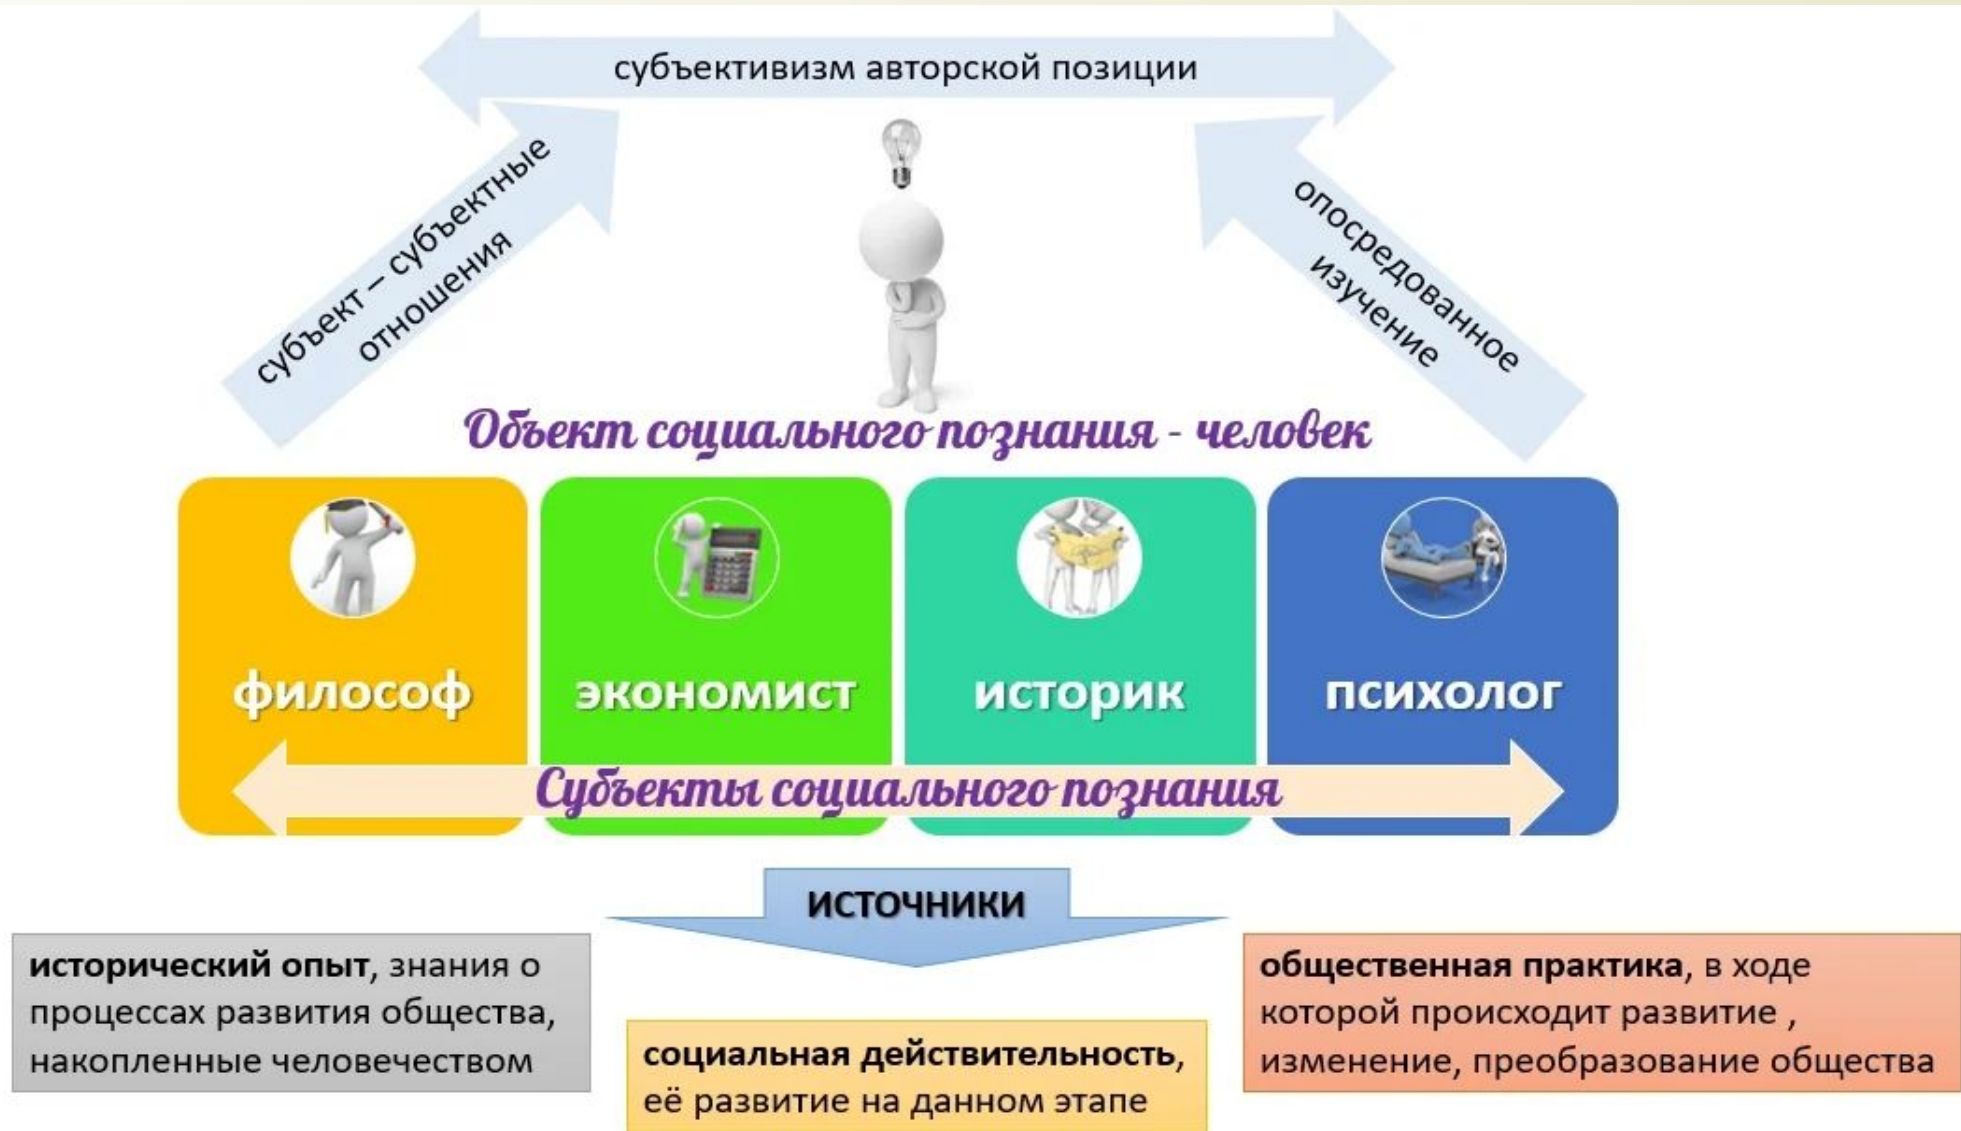 субъективизм авторской позиции
субъект – субъектные
отношения
опосредованное
изучение
Объект социального познания - человек
философ
экономист
историк
психолог
Субъекты социального познания
источники
исторический опыт, знания о
процессах развития общества,
накопленные человечеством
социальная действительность,
её развитие на данном этапе
общественная практика, в ходе
которой происходит развитие ,
изменение, преобразование общества